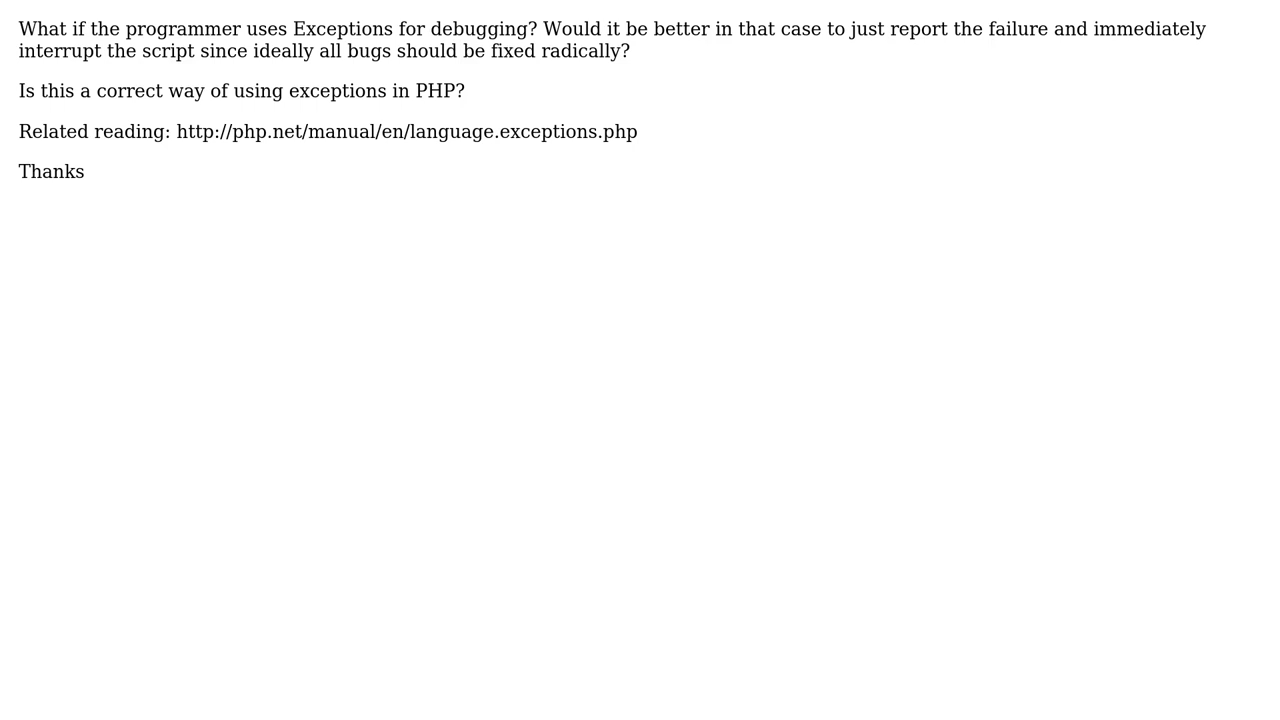 What if the programmer uses Exceptions for debugging? Would it be better in that case to just report the failure and immediately
interrupt the script since ideally all bugs should be fixed radically?
Is this a correct way of using exceptions in PHP?
Related reading: http://php.net/manual/en/language.exceptions.php
Thanks